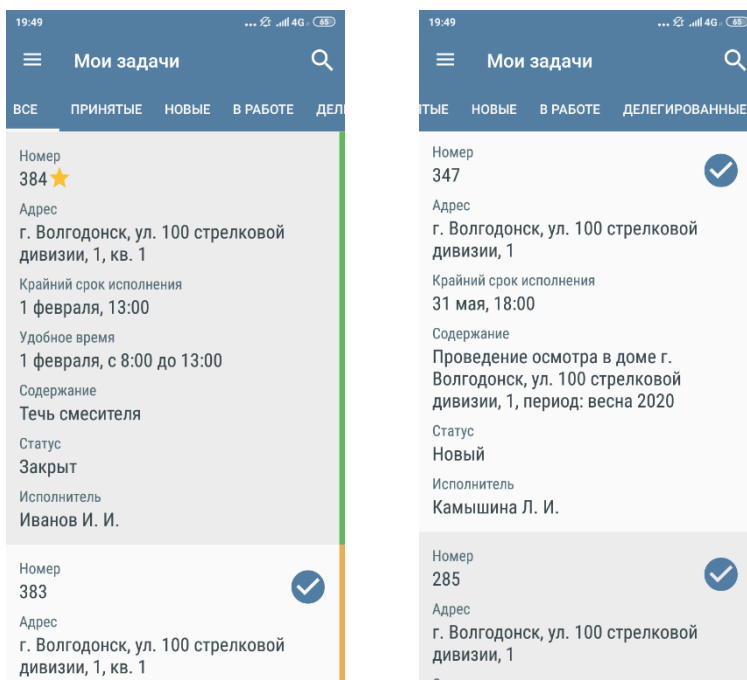 19:49
... 4G 65
Мои задачи
ВСЕ ПРИНЯТЫЕ НОВЫЕ В РАБОТЕ ДЕЛ
Номер
384
Адрес
г. Волгодонск, ул. 100 стрелковой
дивизии, 1, кв. 1
Крайний срок исполнения
1 февраля, 13:00
Удобное время
1 февраля, с 8:00 до 13:00
Содержание
Течь смесителя
Статус
Закрыт
Исполнитель
Иванов И. И.
Номер
383
Адрес
г. Волгодонск, ул. 100 стрелковой
дивизии, 1, кв. 1
19:49
... 4G 65
Мои задачи
ТЫЕ НОВЫЕ В РАБОТЕ ДЕЛЕГИРОВАННЫЕ
Номер
347
Адрес
г. Волгодонск, ул. 100 стрелковой
дивизии, 1
Крайний срок исполнения
31 мая, 18:00
Содержание
Проведение осмотра в доме г.
Волгодонск, ул. 100 стрелковой
дивизии, 1, период: весна 2020
Статус
Новый
Исполнитель
Камышина Л. И.
Номер
285
Адрес
г. Волгодонск, ул. 100 стрелковой
дивизии, 1